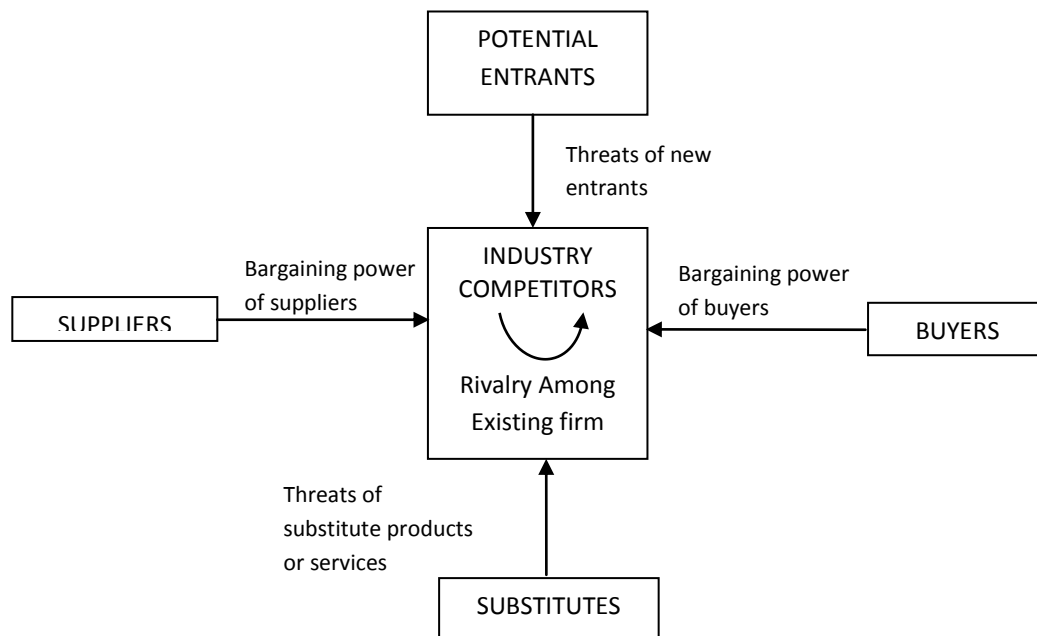 POTENTIAL
ENTRANTS
Threats of new
entrants
INDUSTRY
COMPETITORS
Bargaining power
of suppliers
Bargaining power
of buyers
SUPPLIERS
BUYERS
Rivalry Among
Existing firm
Threats of
substitute products
or services
SUBSTITUTES